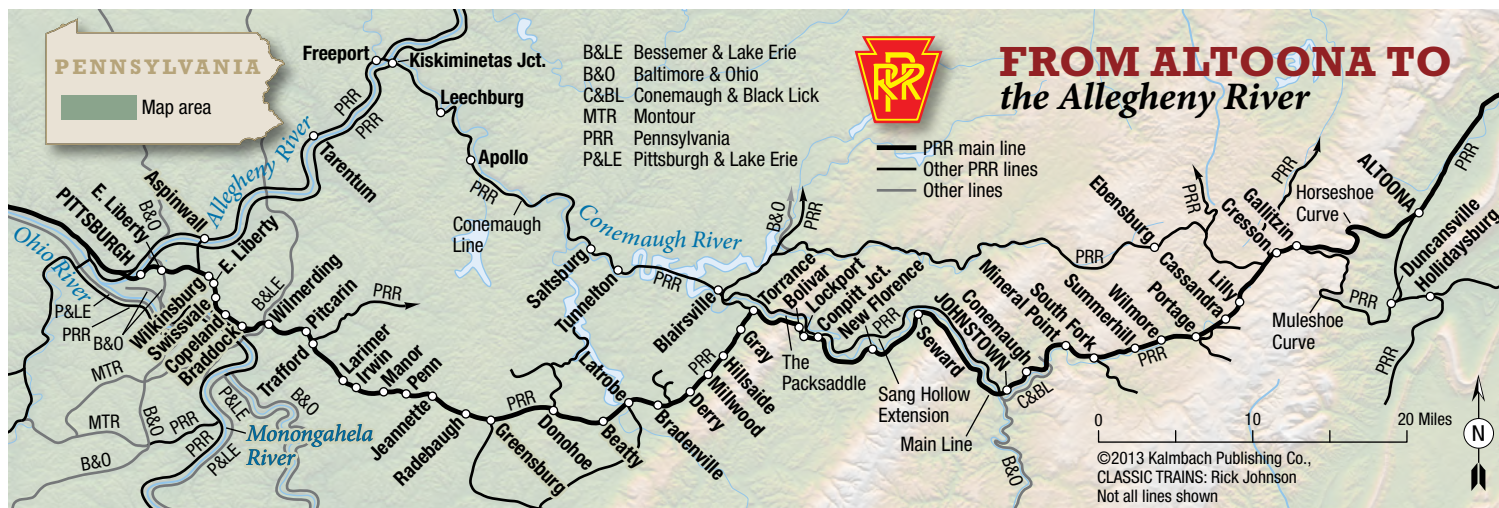 PENNSYLVANIA
Map area
FROM ALTOONA TO
the Allegheny River
PRR
B&LE Bessemer & Lake Erie
B&O Baltimore & Ohio
C&BL Conemaugh & Black Lick
MTR Montour
PRR Pennsylvania
P&LE Pittsburgh & Lake Erie
PRR main line
Other PRR lines
Other lines
Freeport
Kiskiminetas Jct.
Leechburg
Apollo
PRR
PRR
Tarentum
Allegheny River
Aspinwall
E. Liberty
PITTSBURGH
B&O
Ohio River
P&LE
PRR
B&O
E. Liberty
Wilkinsburg
Swissvale
Copeland
Braddock
B&LE
Wilmerding
Pitcarin
PRR
Trafford
Larimer
Irwin
Manor
Penn
Jeannette
Radebaugh
Greensburg
PRR
Donohoe
Beatty
Latrobe
Bradenville
Derry
Millwood
Hillsaide
Gray
PRR
MTR
MTR
B&O
B&O
PRR
PRR
P&LE
P&LE
B&O
Monongahela
River
PRR
Conemaugh
Line
Conemaugh River
Saltsburg
Tunnelton
PRR
Blairsville
B&O
PRR
Torrance
Bolivar
Lockport
Conpitt Jct.
New Florence
PRR
The
Packsaddle
Seward
Sang Hollow
Extension
JOHNSTOWN
Main Line
Conemaugh
C&BL
B&O
Mineral Point
South Fork
Summerhill
Wilmore
PRR
Portage
Cassandra
Lilly
Cresson
Gallitzin
Ebensburg
PRR
PRR
PRR
Horseshoe
Curve
ALTOONA
PRR
Duncansville
Hollidaysburg
Muleshoe
Curve
PRR
PRR
0 10 20 Miles
N
©2013 Kalmbach Publishing Co.,
CLASSIC TRAINS: Rick Johnson
Not all lines shown